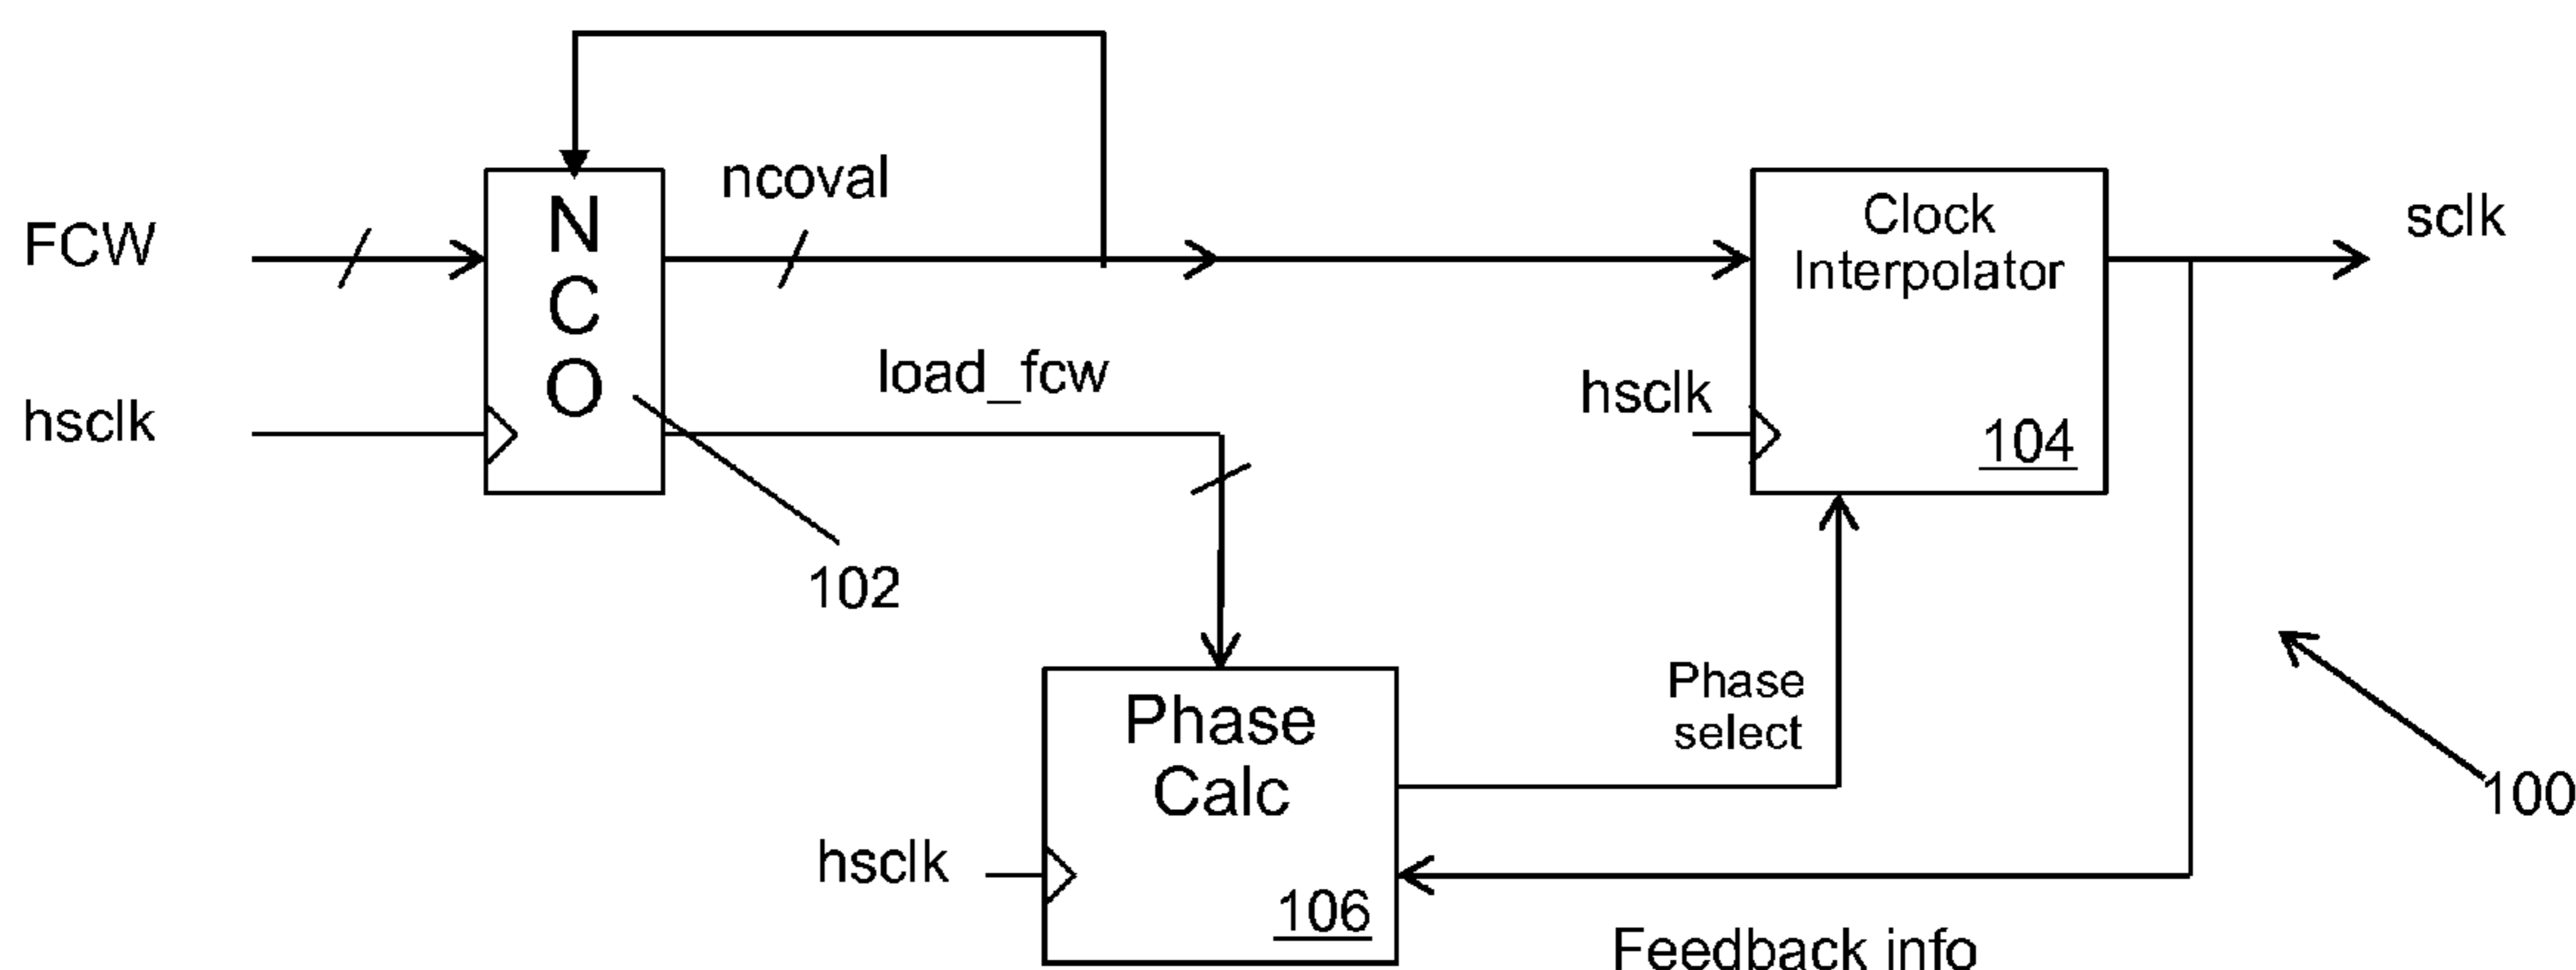 FCW
hsclk
N
C
O
ncoval
load_fcw
102
Clock
Interpolator
hsclk
104
sclk
Phase
Calc
hsclk
106
Phase
select
Feedback info
100